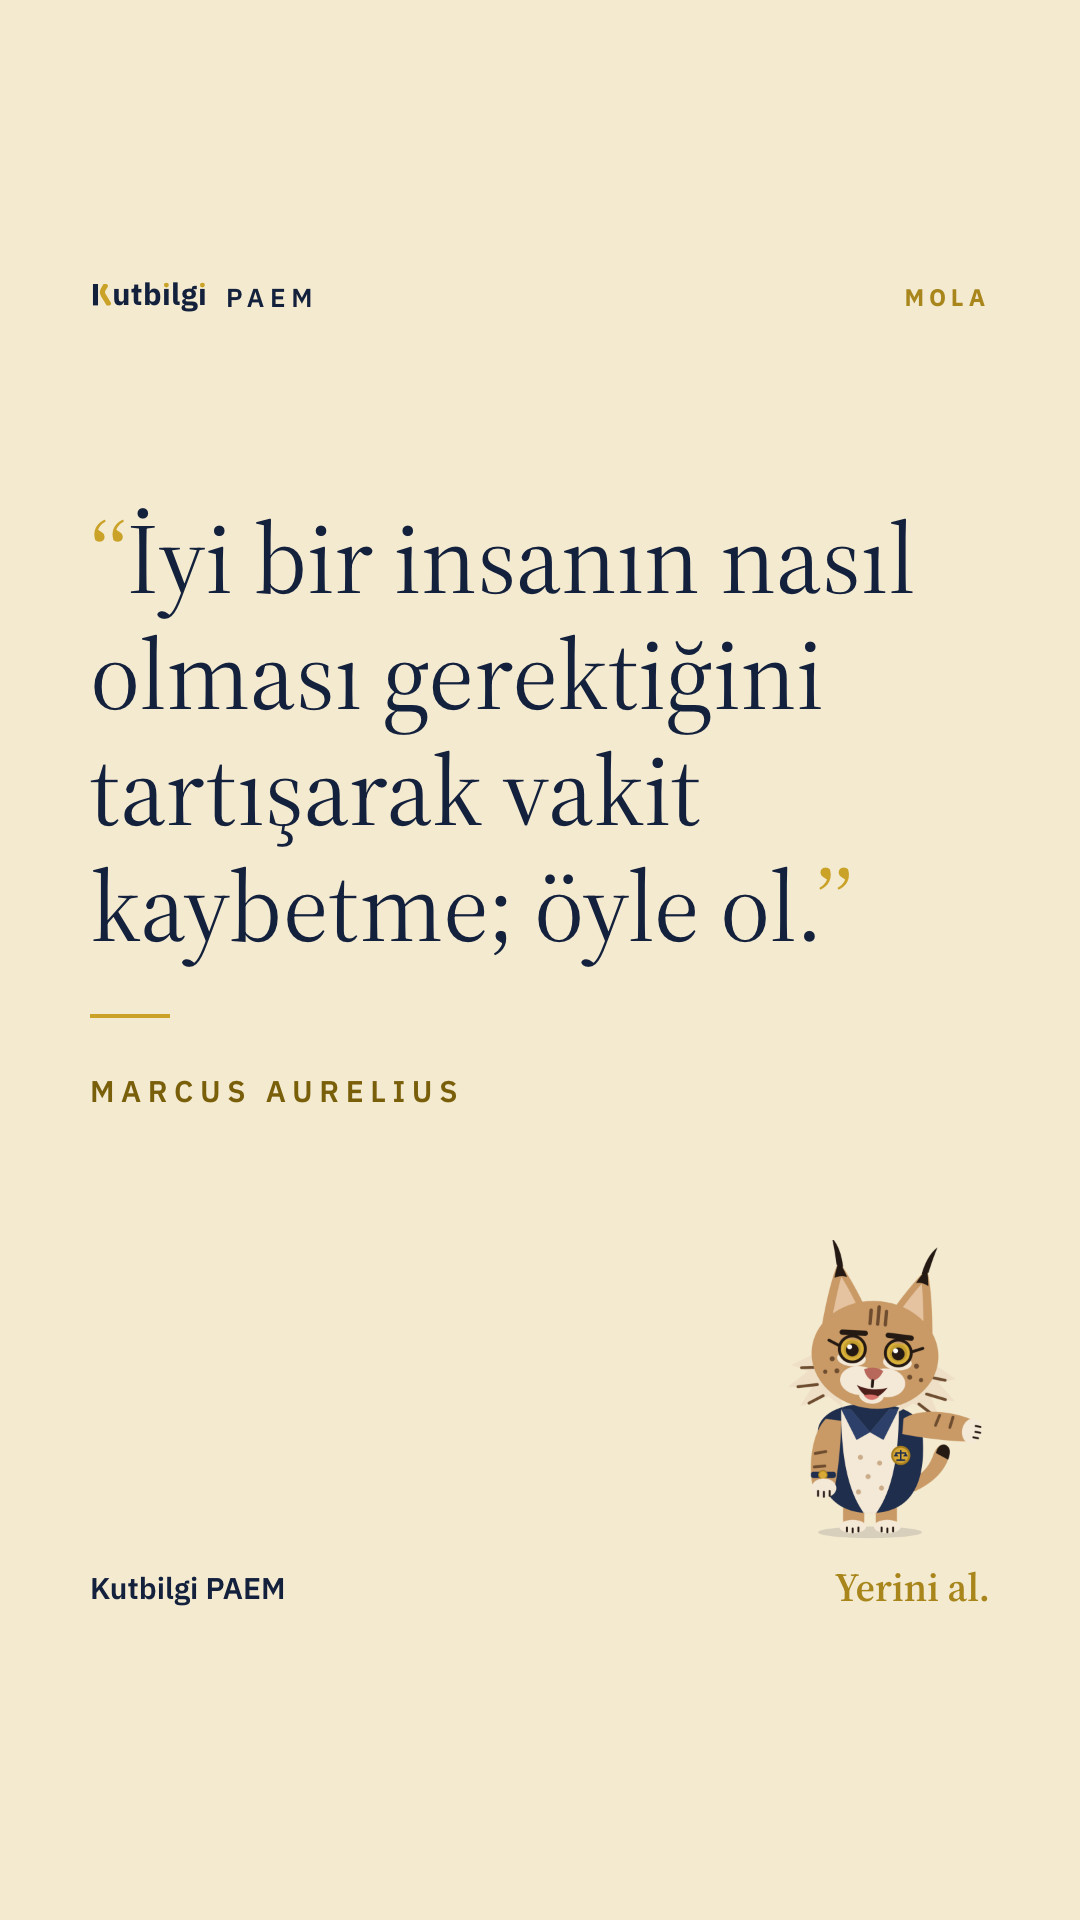 Kutbilgi PAEM
MOLA
“İyi bir insanın nasıl
olması gerektiğini
tartışarak vakit
kaybetme; öyle ol.”
MARCUS AURELIUS
Kutbilgi PAEM
Yerini al.